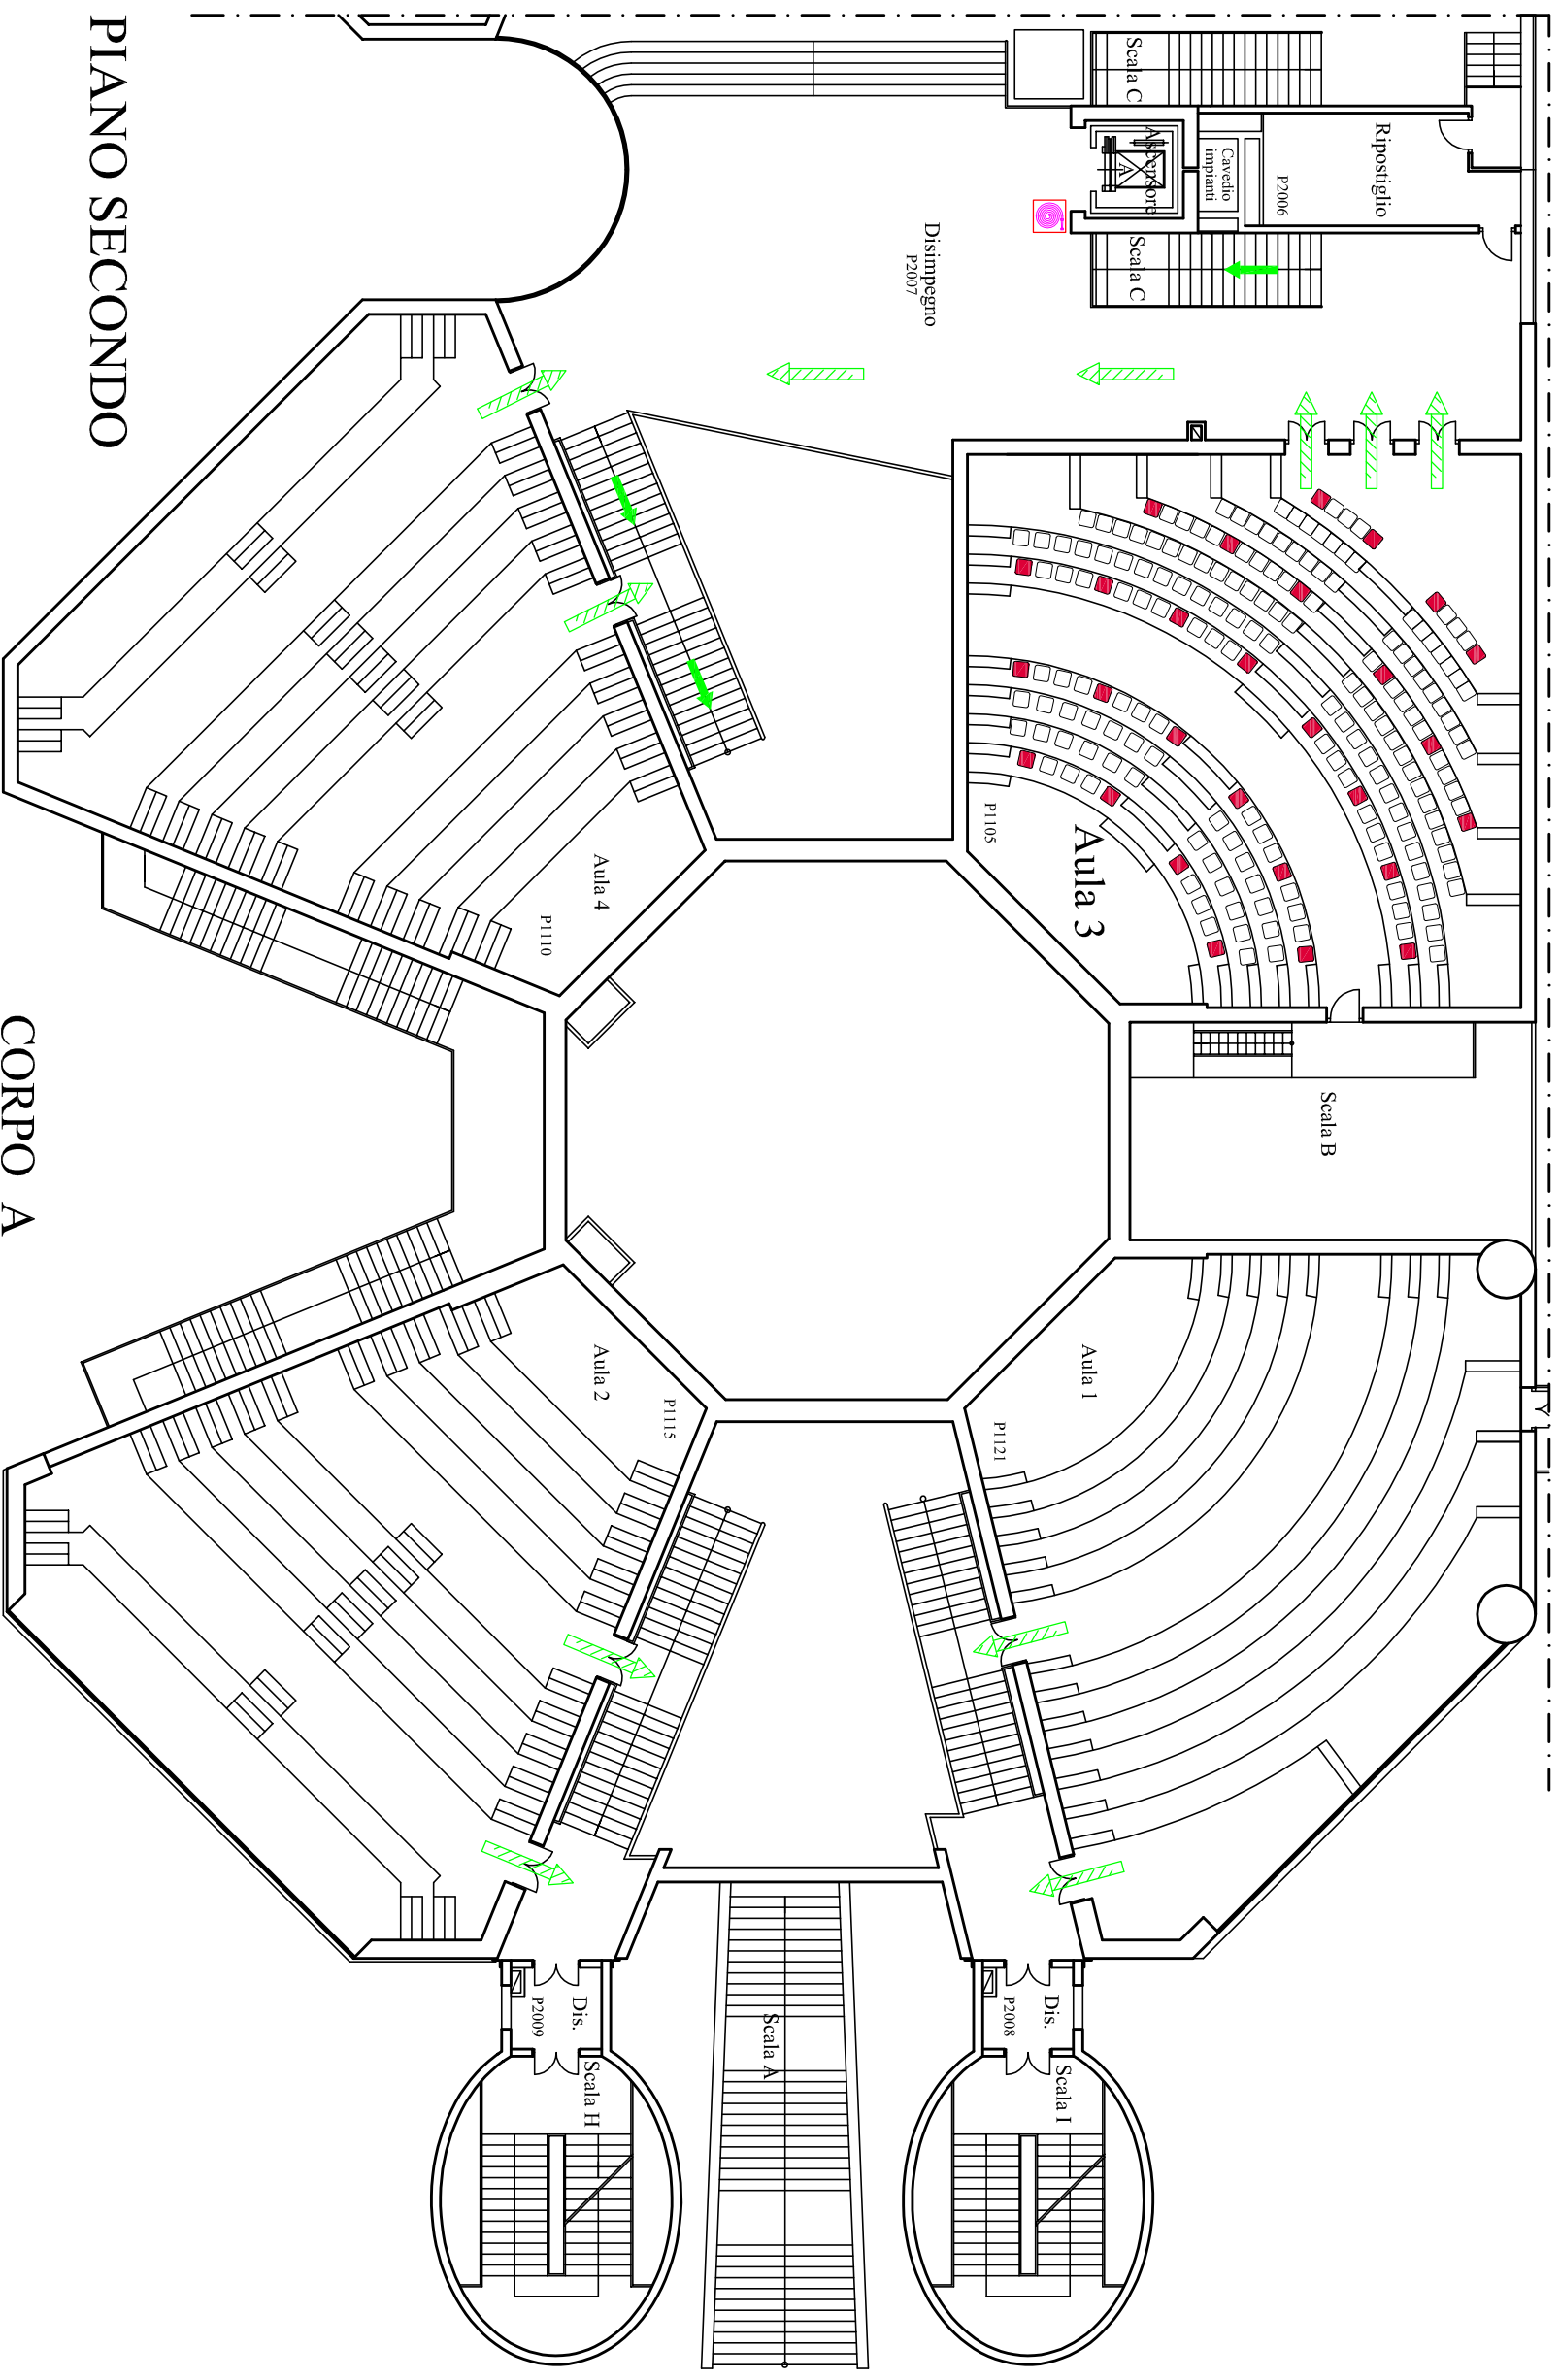 Scala C
Ascensore
A
Cavedio
impianti
P2006
Ripostiglio
Scala C
Disimpegno
P2007
PIANO SECONDO
Aula 3
P1105
Aula 4
P1110
Scala B
CORPO A
Aula 2
P1115
Aula 1
P1121
Dis.
P2009
Scala H
Scala A
Dis.
P2008
Scala I